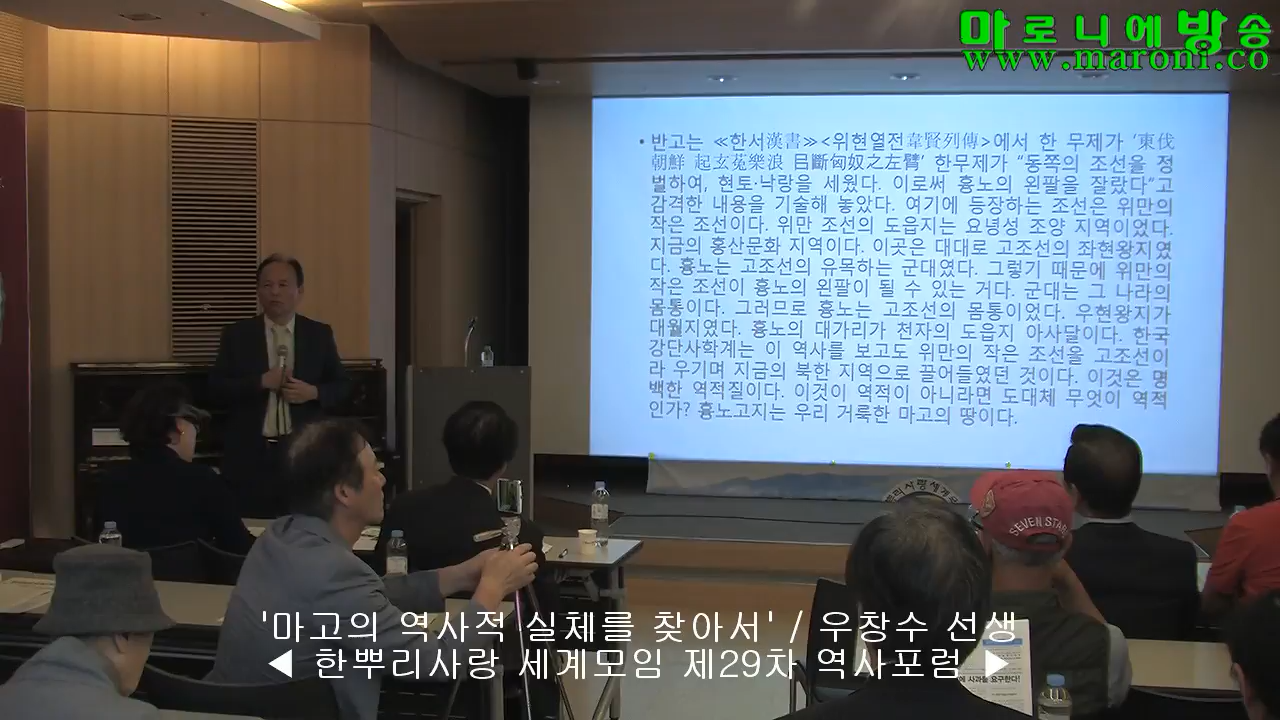 마로니에방송
www.maroni.co
• 반고는 ≪한서漢書≫<위현열전韋賢列傳>에서 한 무제가 '東伐
朝鮮 起玄菟樂浪 㠯斷匈奴之左臂' 한무제가 "동쪽의 조선을 정
벌하여, 현토·낙랑을 세웠다. 이로써 흉노의 왼팔을 잘랐다"고
감격한 내용을 기술해 놓았다. 여기에 등장하는 조선은 위만의
작은 조선이다. 위만 조선의 도읍지는 요녕성 조양 지역이었다.
지금의 홍산문화 지역이다. 이곳은 대대로 고조선의 좌현왕지였
다. 흉노는 고조선의 유목하는 군대였다. 그렇기 때문에 위만의
작은 조선이 흉노의 왼팔이 될 수 있는 거다. 군대는 그 나라의
몸통이다. 그러므로 흉노는 고조선의 몸통이었다. 우현왕지가
대월지였다. 흉노의 대가리가 천자의 도읍지 아사달이다. 한국
강단사학계는 이 역사를 보고도 위만의 작은 조선을 고조선이
라 우기며 지금의 북한 지역으로 끌어들였던 것이다. 이것은 명
백한 역적질이다. 이것이 역적이 아니라면 도대체 무엇이 역적
인가? 흉노고지는 우리 거룩한 마고의 땅이다.
뿌리사랑세계모
SEVEN STAR
'마고의 역사적 실체를 찾아서' / 우창수 선생
◀ 한뿌리사랑 세계모임 제29차 역사포럼 ▶
에 사과를 요구한다!